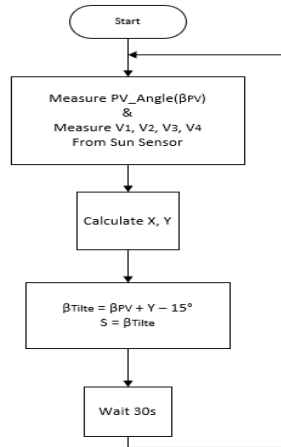 Start
Measure PV_Angle(βPV)
&
Measure V1, V2, V3, V4
From Sun Sensor
Calculate X, Y
βTilte = βPV + Y – 15°
S = βTilte
Wait 30s